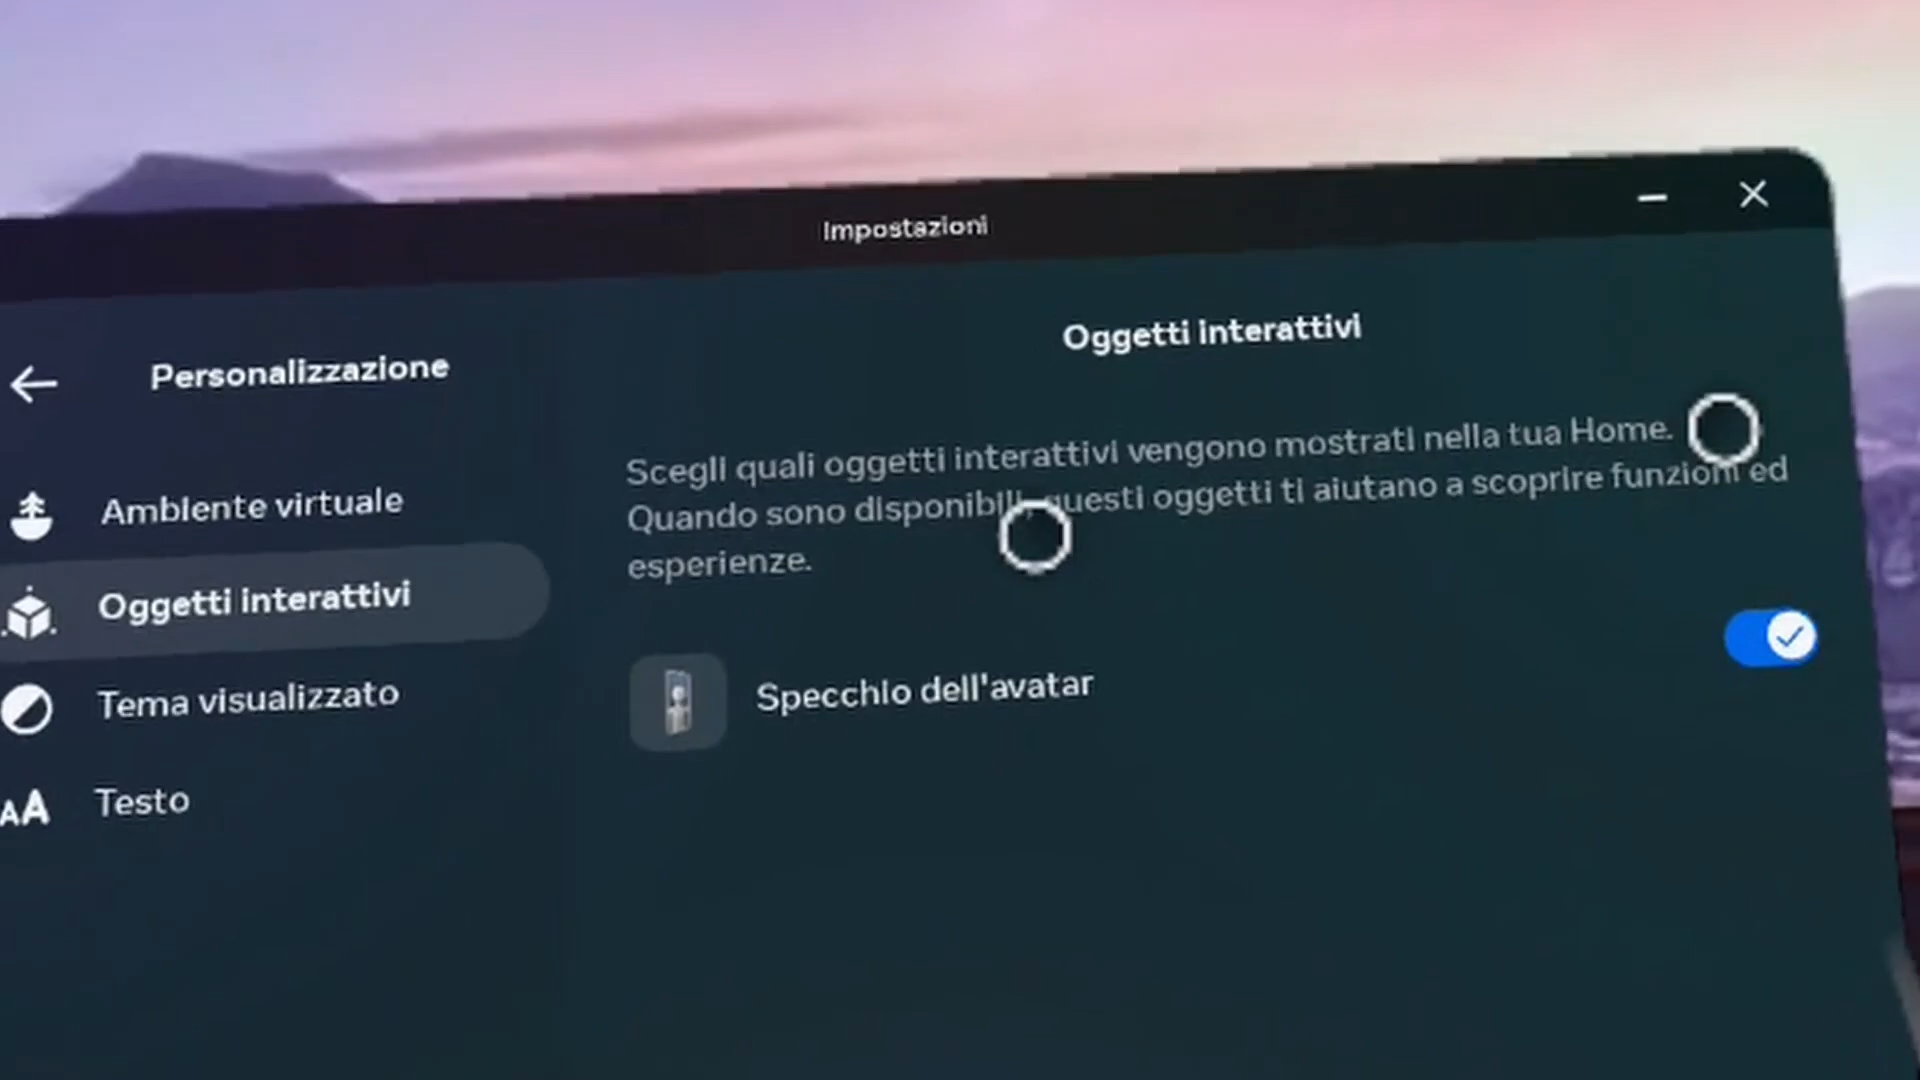 Impostazioni
Personalizzazione
Ambiente virtuale
Oggetti interattivi
AA Testo
Tema visualizzato
Oggetti interattivi
Scegli quali oggetti interattivi vengono mostrati nella tua Home.
Quando sono disponibili, questi oggetti ti aiutano a scoprire funzioni ed
esperienze.
Specchio dell'avatar